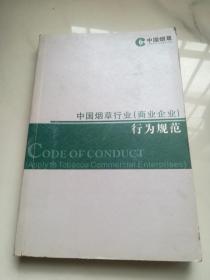 中国烟草
中国烟草行业(商业企业)
行为规范
CODE OF CONDUCT
(Apply to Tobacco Commercial Enterprises)